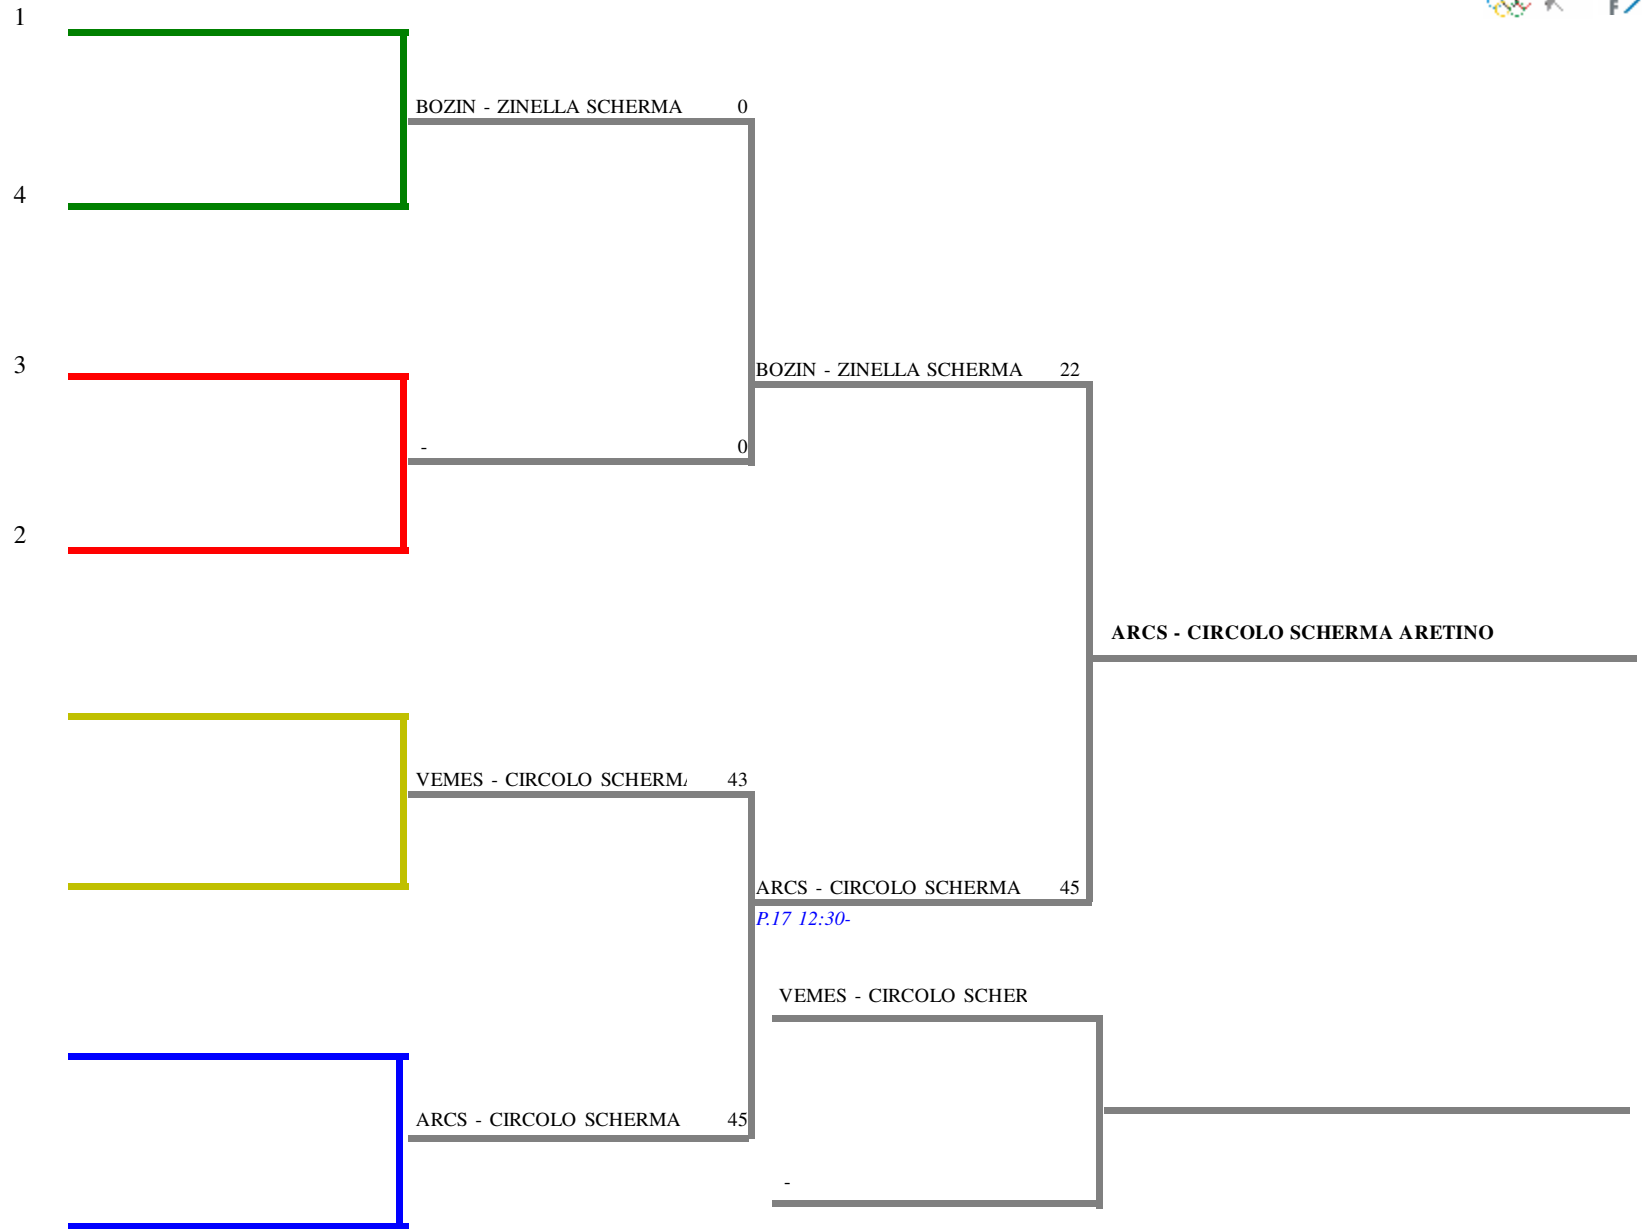 1
BOZIN - ZINELLA SCHERMA 0
4
3
BOZIN - ZINELLA SCHERMA 22
- 0
2
ARCS - CIRCOLO SCHERMA ARETINO
VEMES - CIRCOLO SCHERM 43
ARCS - CIRCOLO SCHERMA 45
P.17 12:30-
VEMES - CIRCOLO SCHER
ARCS - CIRCOLO SCHERMA 45
-